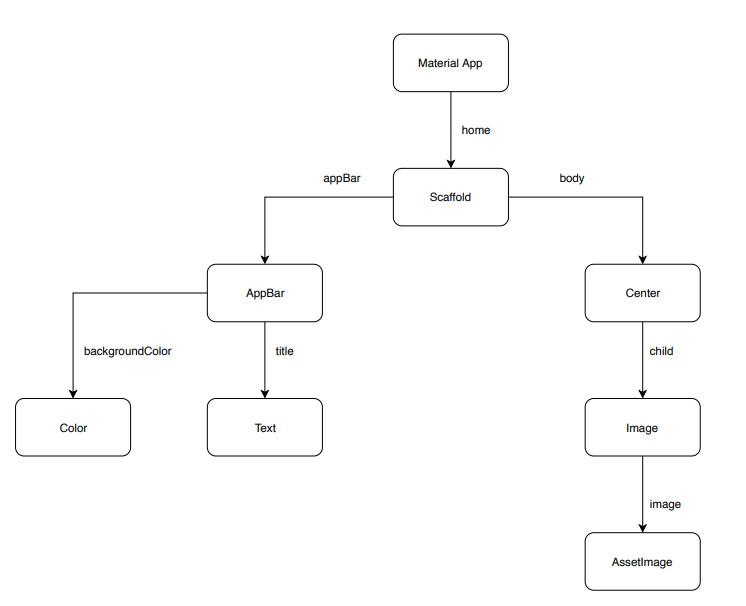 Material App
home
appBar
body
Scaffold
AppBar
Center
backgroundColor
title
child
Color
Text
Image
image
AssetImage